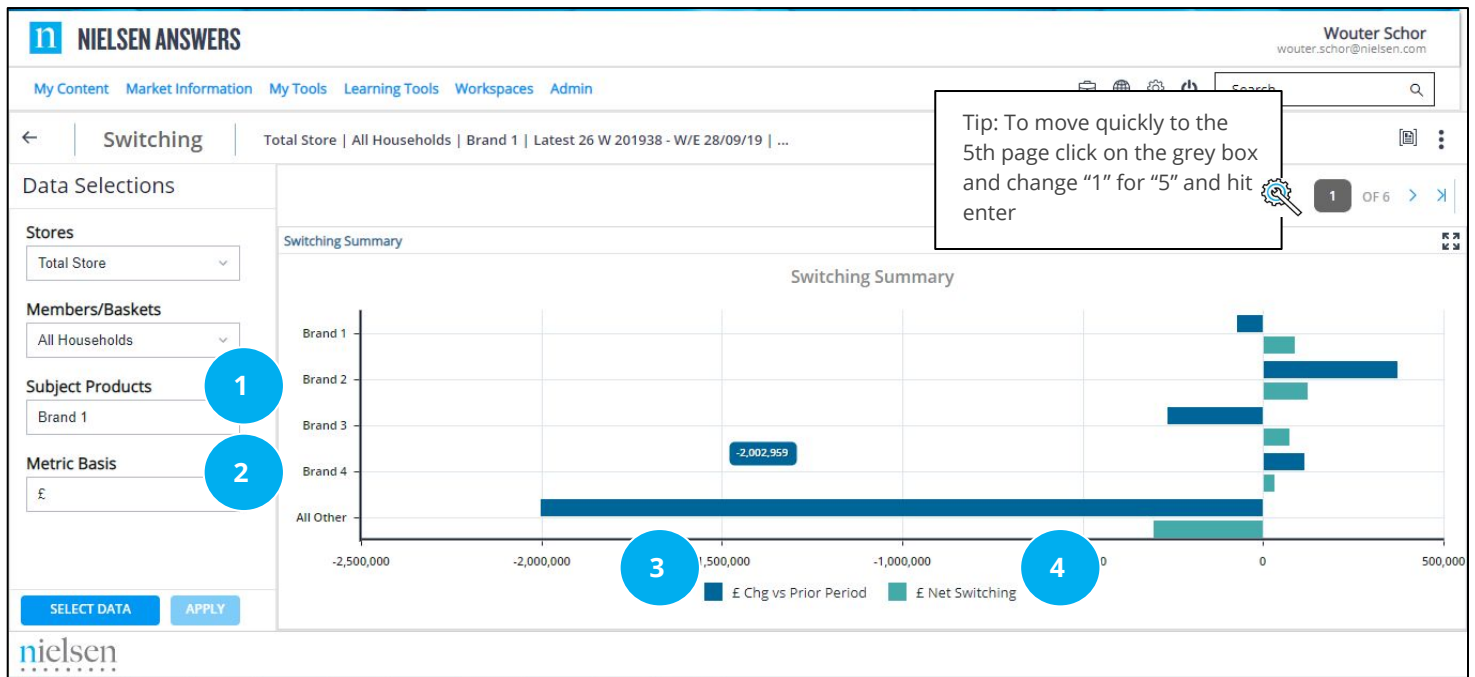 n NIELSEN ANSWERS
Wouter Schor
wouter.schor@nielsen.com
My Content Market Information My Tools Learning Tools Workspaces Admin
Search
Switching
Total Store | All Households | Brand 1 | Latest 26 W 201938 - W/E 28/09/19 | ...
Tip: To move quickly to the
5th page click on the grey box
and change “1” for “5” and hit
enter
1 OF 6
Data Selections
Stores
Total Store
Members/Baskets
All Households
Subject Products
1
Brand 1
Metric Basis
2
£
SELECT DATA APPLY
Switching Summary
Switching Summary
Brand 1
Brand 2
Brand 3
-2,002,959
Brand 4
All Other
-2,500,000 -2,000,000 ,500,000 -1,000,000 0 0 500,000
3
4
£ Chg vs Prior Period £ Net Switching
nielsen